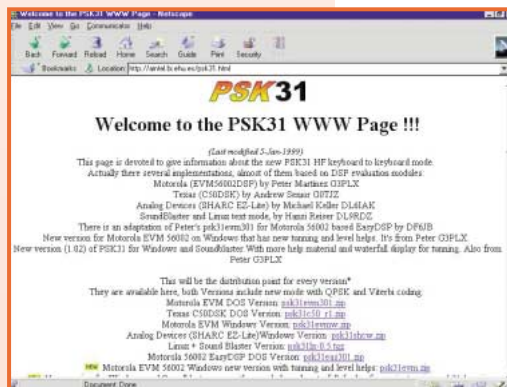 Welcome to the PSK31 WWW Page - Netscape
File Edit View Go Communicator Help
Back Forward Reload Home Search Guide Print Security
Bookmarks Location: http://aintel.bi.ehu.es/psk31.html
PSK31
Welcome to the PSK31 WWW Page !!!
(Last modified 5-Jan-1999)
This page is devoted to give information about the new PSK31 HF keyboard to keyboard mode.
Actually there several implementations, almost of them based on DSP evaluation modules:
Motorola (EVM56002DSP) by Peter Martinez G3PLX
Texas (C50DSK) by Andrew Senior G0TJZ
Analog Devices (SHARC EZ-Lite) by Michael Keller DL6IAK
SoundBlaster and Linux text mode, by Hansi Reiser DL9RDZ
There is an adaptation of Peter's psk31evm301 for Motorola 56002 based EasyDSP by DF6JB
New version for Motorola EVM 56002 on Windows that has new tunning and level helps. It's from Peter G3PLX
New version (1.02) of PSK31 for Windows and Soundblaster. With more help material and waterfall display for tunning. Also from
Peter G3PLX
This will be the distribution point for every version*
They are available here, both Versions include new mode with QPSK and Viterbi coding:
Motorola EVM DOS Version: psk31evm301.zip
Texas C50DSK DOS Version: psk31c50_r1.zip
Motorola EVM Windows Version: psk31evmw.zip
Analog Devices (SHARC EZ-Lite)Windows Version: psk31shcw.zip
Linux + Sound Blaster Version: psk31lx-0.5.tgz
Motorola 56002 EasyDSP DOS Version: psk31eas301.zip
NEW Motorola EVM 56002 Windows new version with tunning and level helps: psk31evm.zip
Document: Done